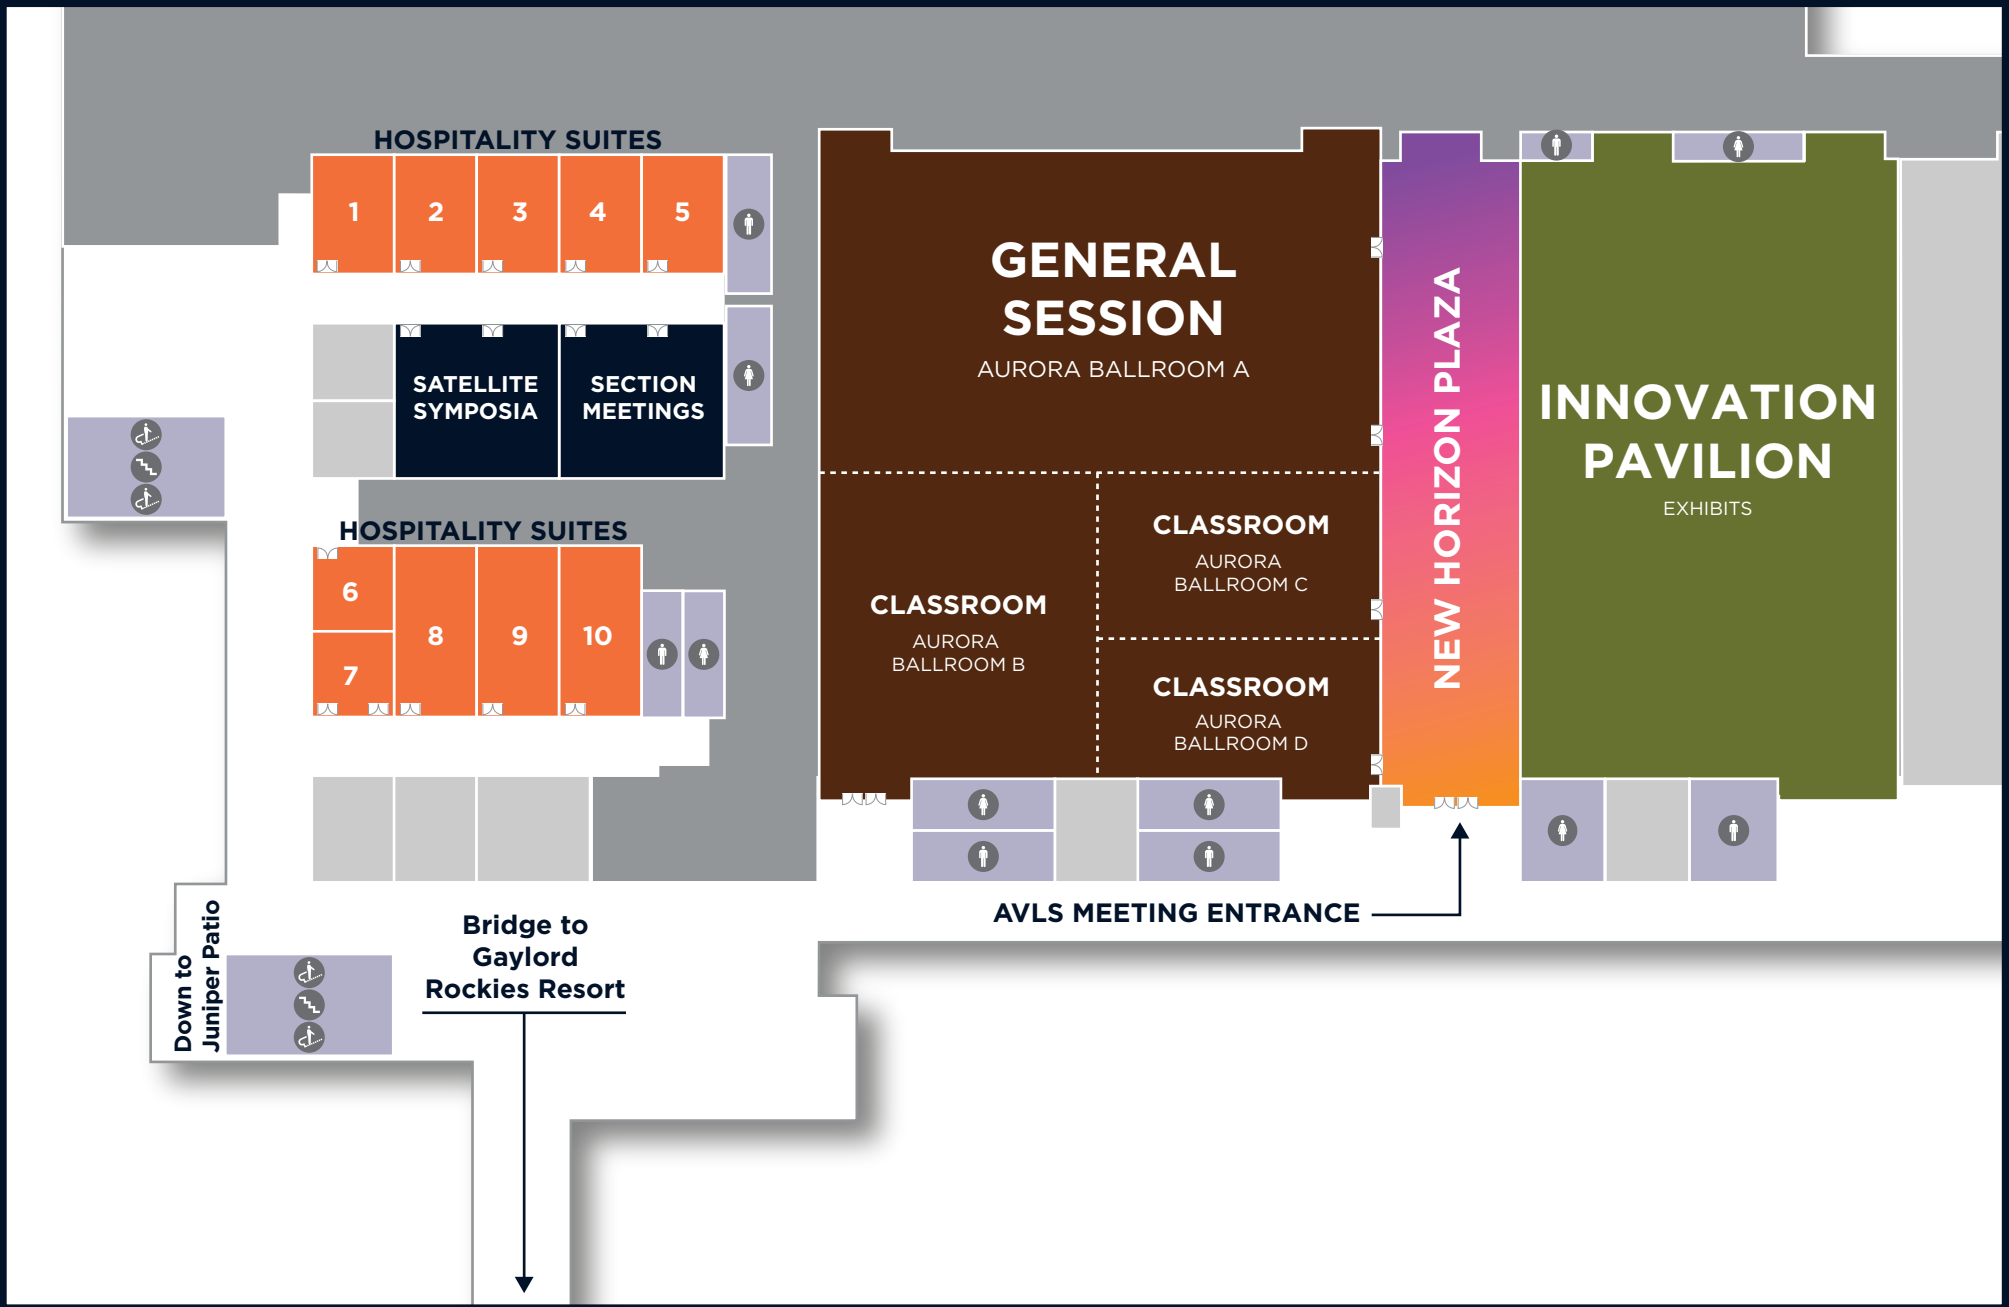 HOSPITALITY SUITES
1
2
3
4
5
SATELLITE
SYMPOSIA
SECTION
MEETINGS
HOSPITALITY SUITES
6
7
8
9
10
GENERAL
SESSION
AURORA BALLROOM A
CLASSROOM
AURORA
BALLROOM B
CLASSROOM
AURORA
BALLROOM C
CLASSROOM
AURORA
BALLROOM D
NEW HORIZON PLAZA
INNOVATION
PAVILION
EXHIBITS
AVLS MEETING ENTRANCE
Bridge to
Gaylord
Rockies Resort
Down to
Juniper Patio